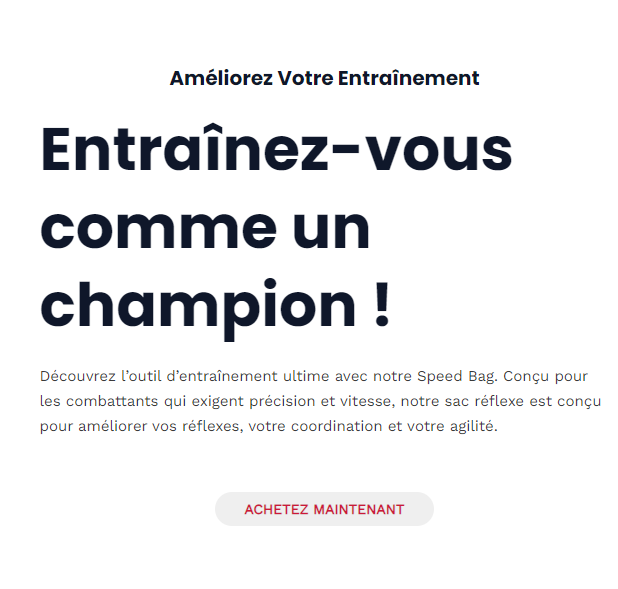 Améliorez Votre Entraînement
Entraînez-vous
comme un
champion !
Découvrez l’outil d’entraînement ultime avec notre Speed Bag. Conçu pour
les combattants qui exigent précision et vitesse, notre sac réflexe est conçu
pour améliorer vos réflexes, votre coordination et votre agilité.
ACHETEZ MAINTENANT